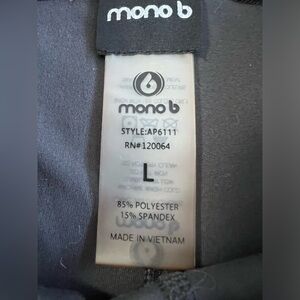 mono b
mono b
STYLE:AP6111
RN#120064
L
85% POLYESTER
15% SPANDEX
MADE IN VIETNAM